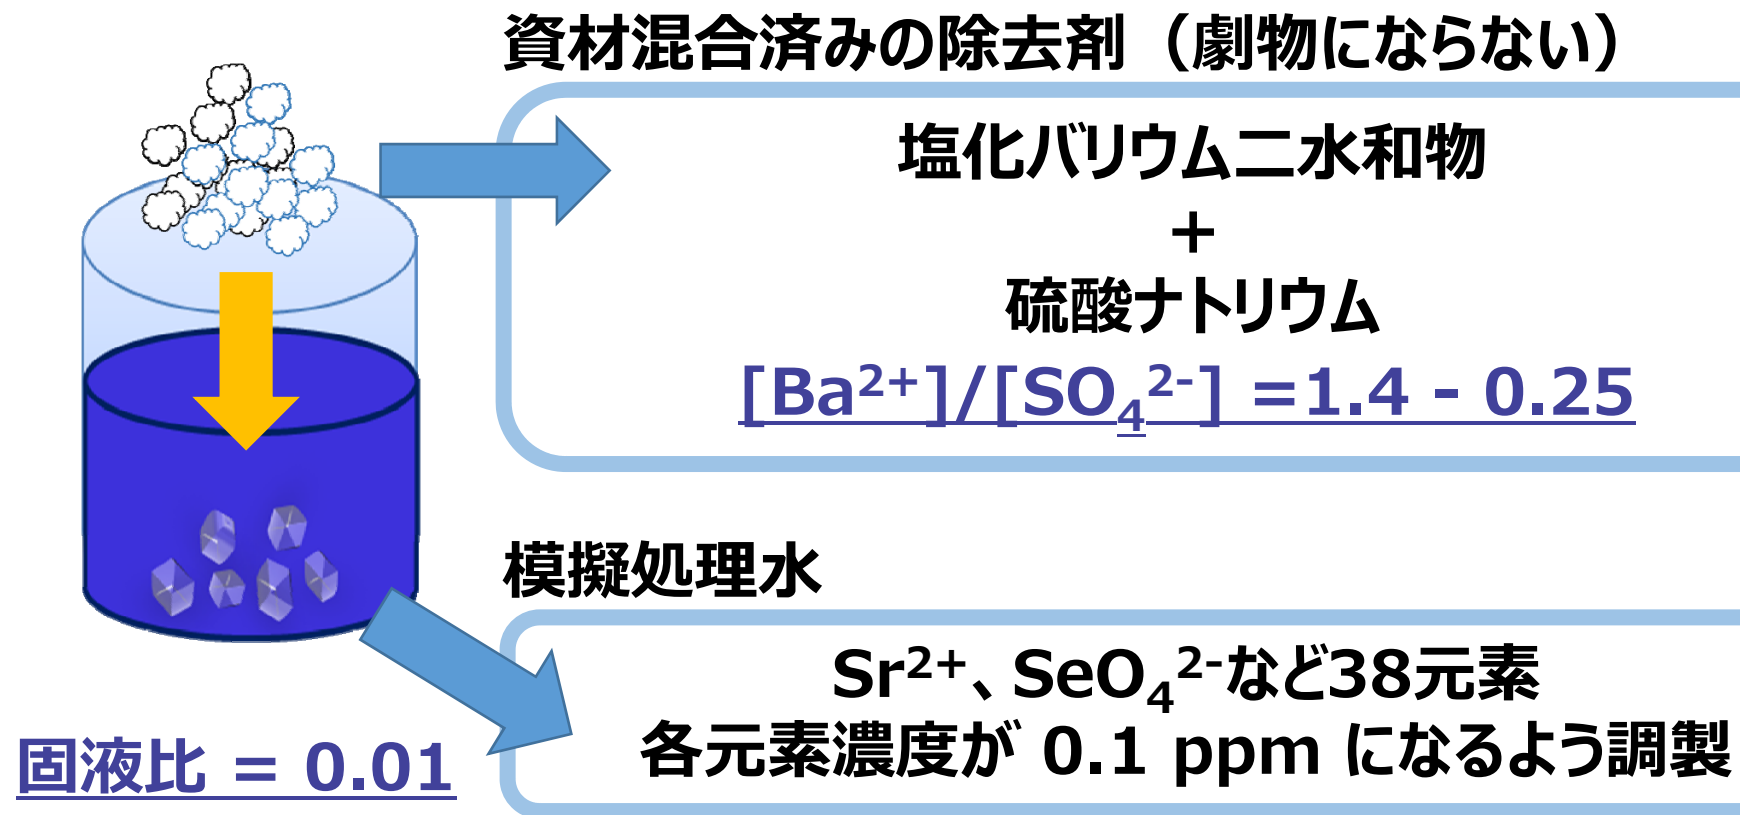 資材混合済みの除去剤（劇物にならない）
塩化バリウム二水和物
+
硫酸ナトリウム
[Ba²⁺]/[SO₄²⁻] =1.4 - 0.25
模擬処理水
Sr²⁺、SeO₄²⁻など38元素
各元素濃度が 0.1 ppm になるよう調製
固液比 = 0.01